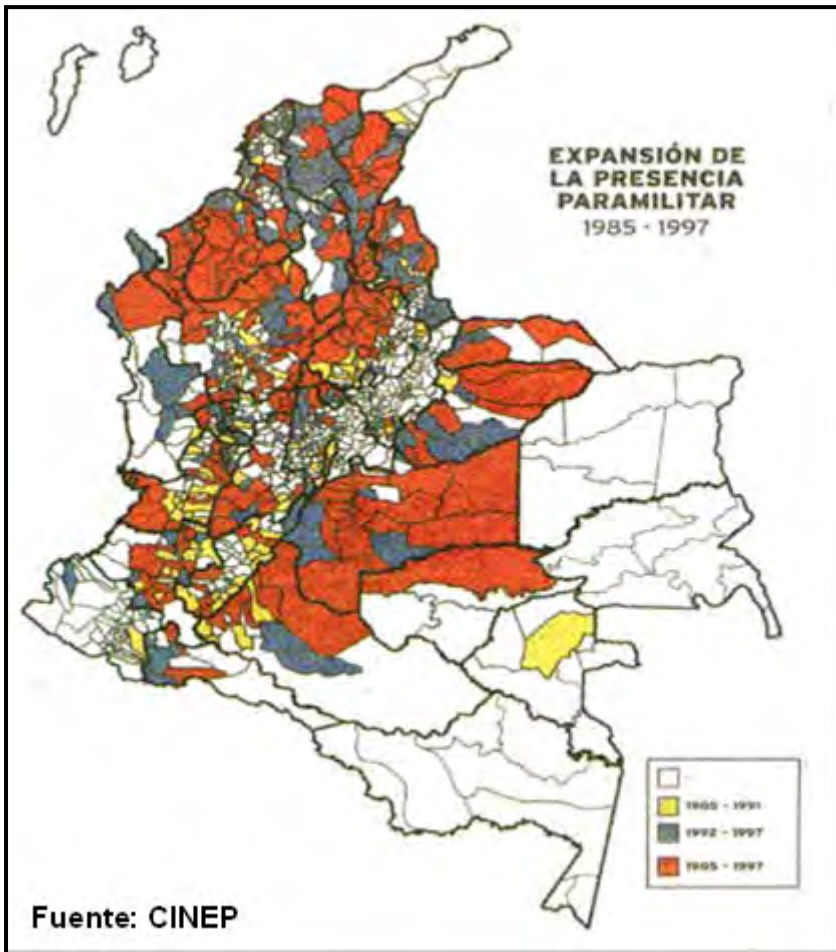 EXPANSIÓN DE
LA PRESENCIA
PARAMILITAR
1985 - 1997
1985 - 1991
1992 - 1997
1985 - 1997
Fuente: CINEP